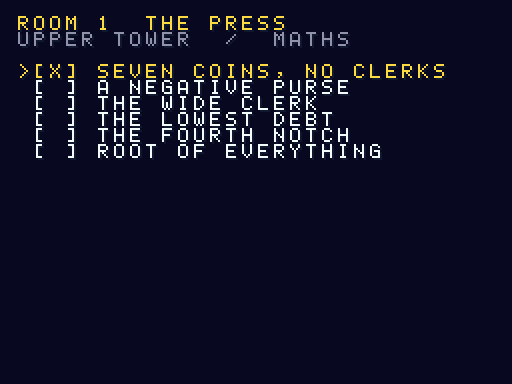 ROOM 1  THE PRESS
UPPER TOWER  /  MATHS
>[X] SEVEN COINS, NO CLERKS
[ ] A NEGATIVE PURSE
[ ] THE WIDE CLERK
[ ] THE LOWEST DEBT
[ ] THE FOURTH NOTCH
[ ] ROOT OF EVERYTHING